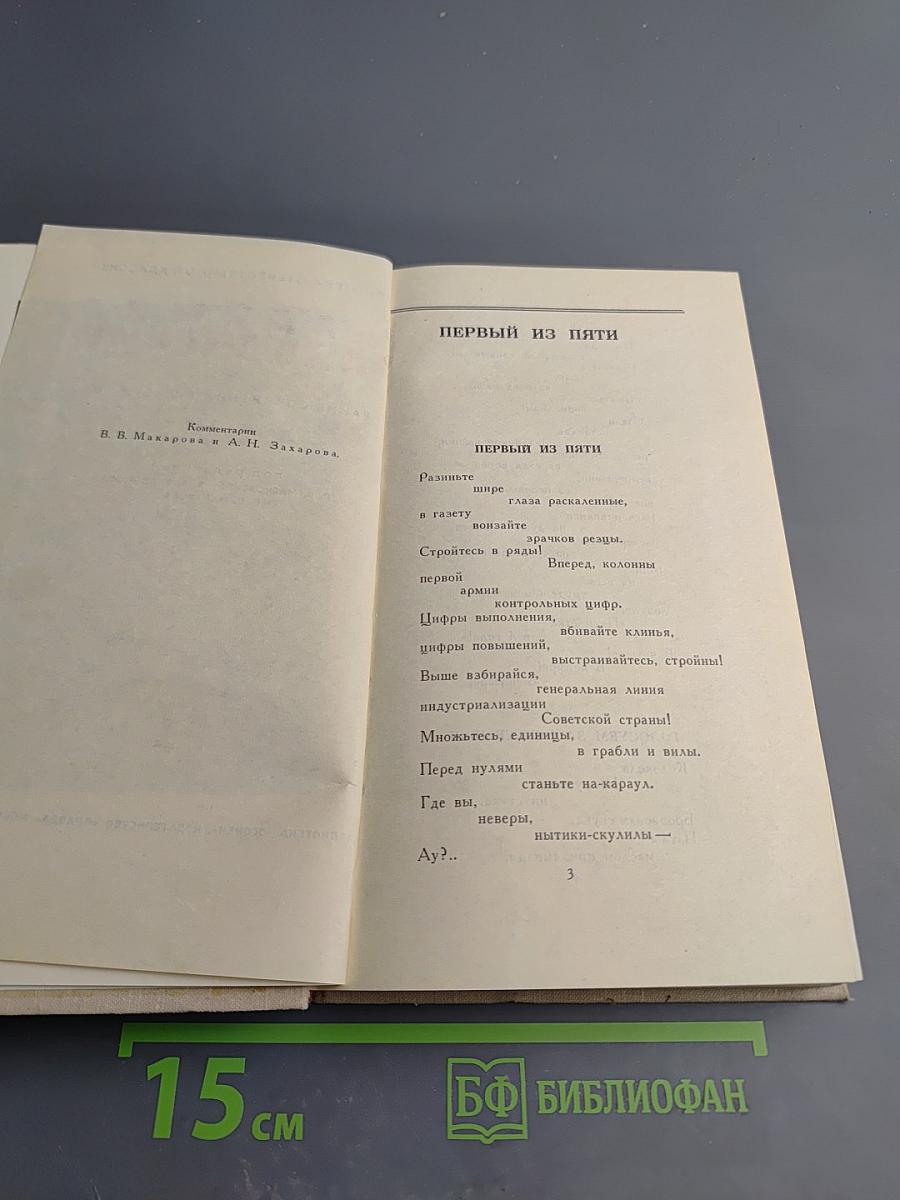 Комментарии
В. В. Макарова и А. Н. Захарова.
ПЕРВЫЙ ИЗ ПЯТИ
ПЕРВЫЙ ИЗ ПЯТИ
Разиньте
шире
глаза раскаленные,
в газету
вонзайте
зрачков резцы.
Стройтесь в ряды!
Вперед, колонны
первой
армии
контрольных цифр.
Цифры выполнения,
вбивайте клинья,
цифры повышений,
выстраивайтесь, стройны!
Выше взбирайся,
генеральная линия
индустриализации
Советской страны!
Множьтесь, единицы,
в грабли и вилы.
Перед нулями
станьте на-караул.
Где вы,
неверы,
нытики-скулилы —
Ау?..
3
15 см
БФ БИБЛИОФАН